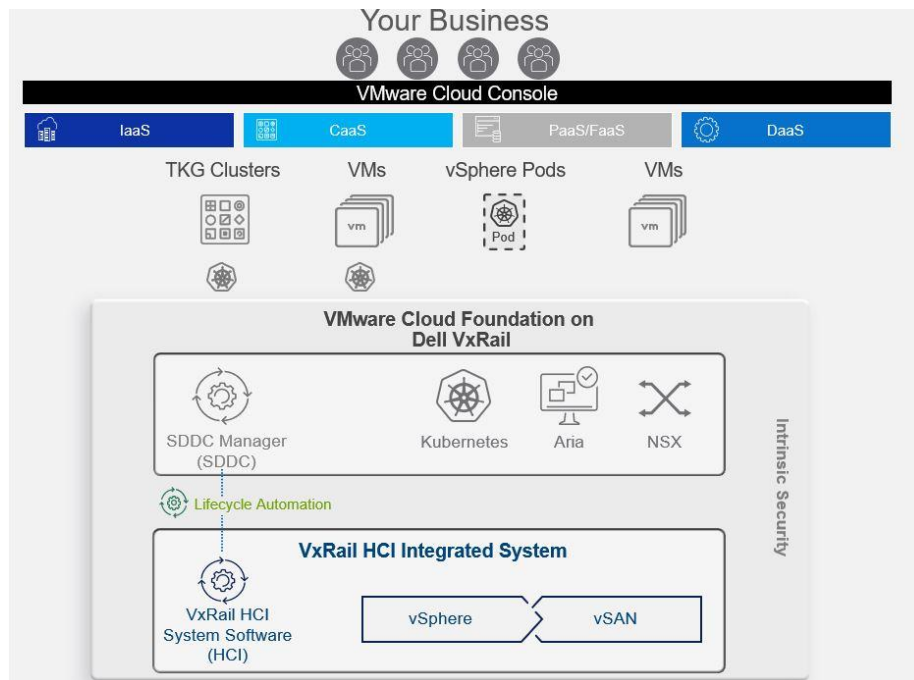 Your Business
VMware Cloud Console
IaaS
CaaS
PaaS/FaaS
DaaS
TKG Clusters
VMs
vSphere Pods
VMs
vm
Pod
vm
VMware Cloud Foundation on
Dell VxRail
SDDC Manager
(SDDC)
Kubernetes
Aria
NSX
Intrinsic Security
Lifecycle Automation
VxRail HCI Integrated System
VxRail HCI
System Software
(HCI)
vSphere
vSAN